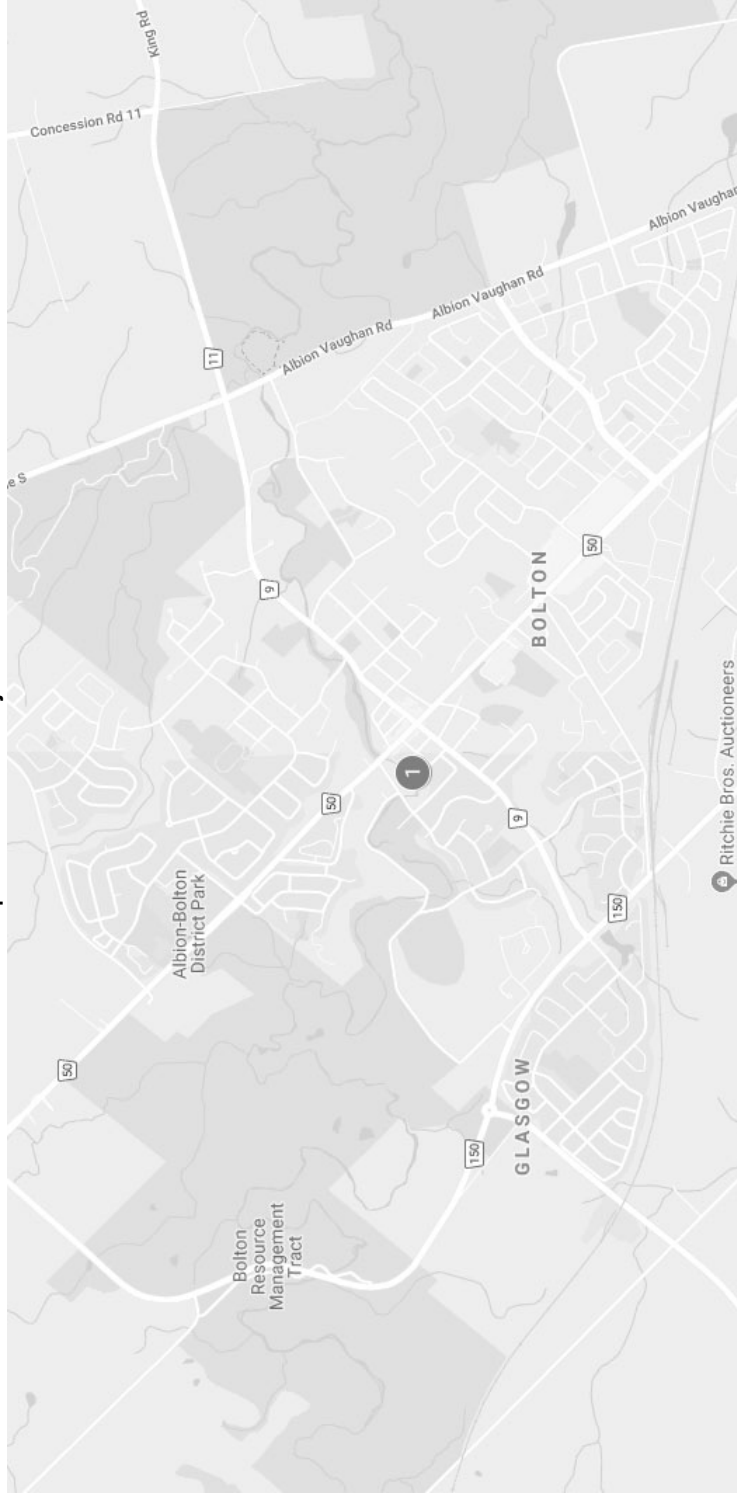 50
Concession Rd 11
King Rd
Albion-Bolton
District Park
11
Bolton
Resource
Management
Tract
9
50
Albion Vaughan Rd
1
150
Albion Vaughan Rd
9
GLASGOW
BOLTON
50
150
Albion Vaughan
Ritchie Bros. Auctioneers